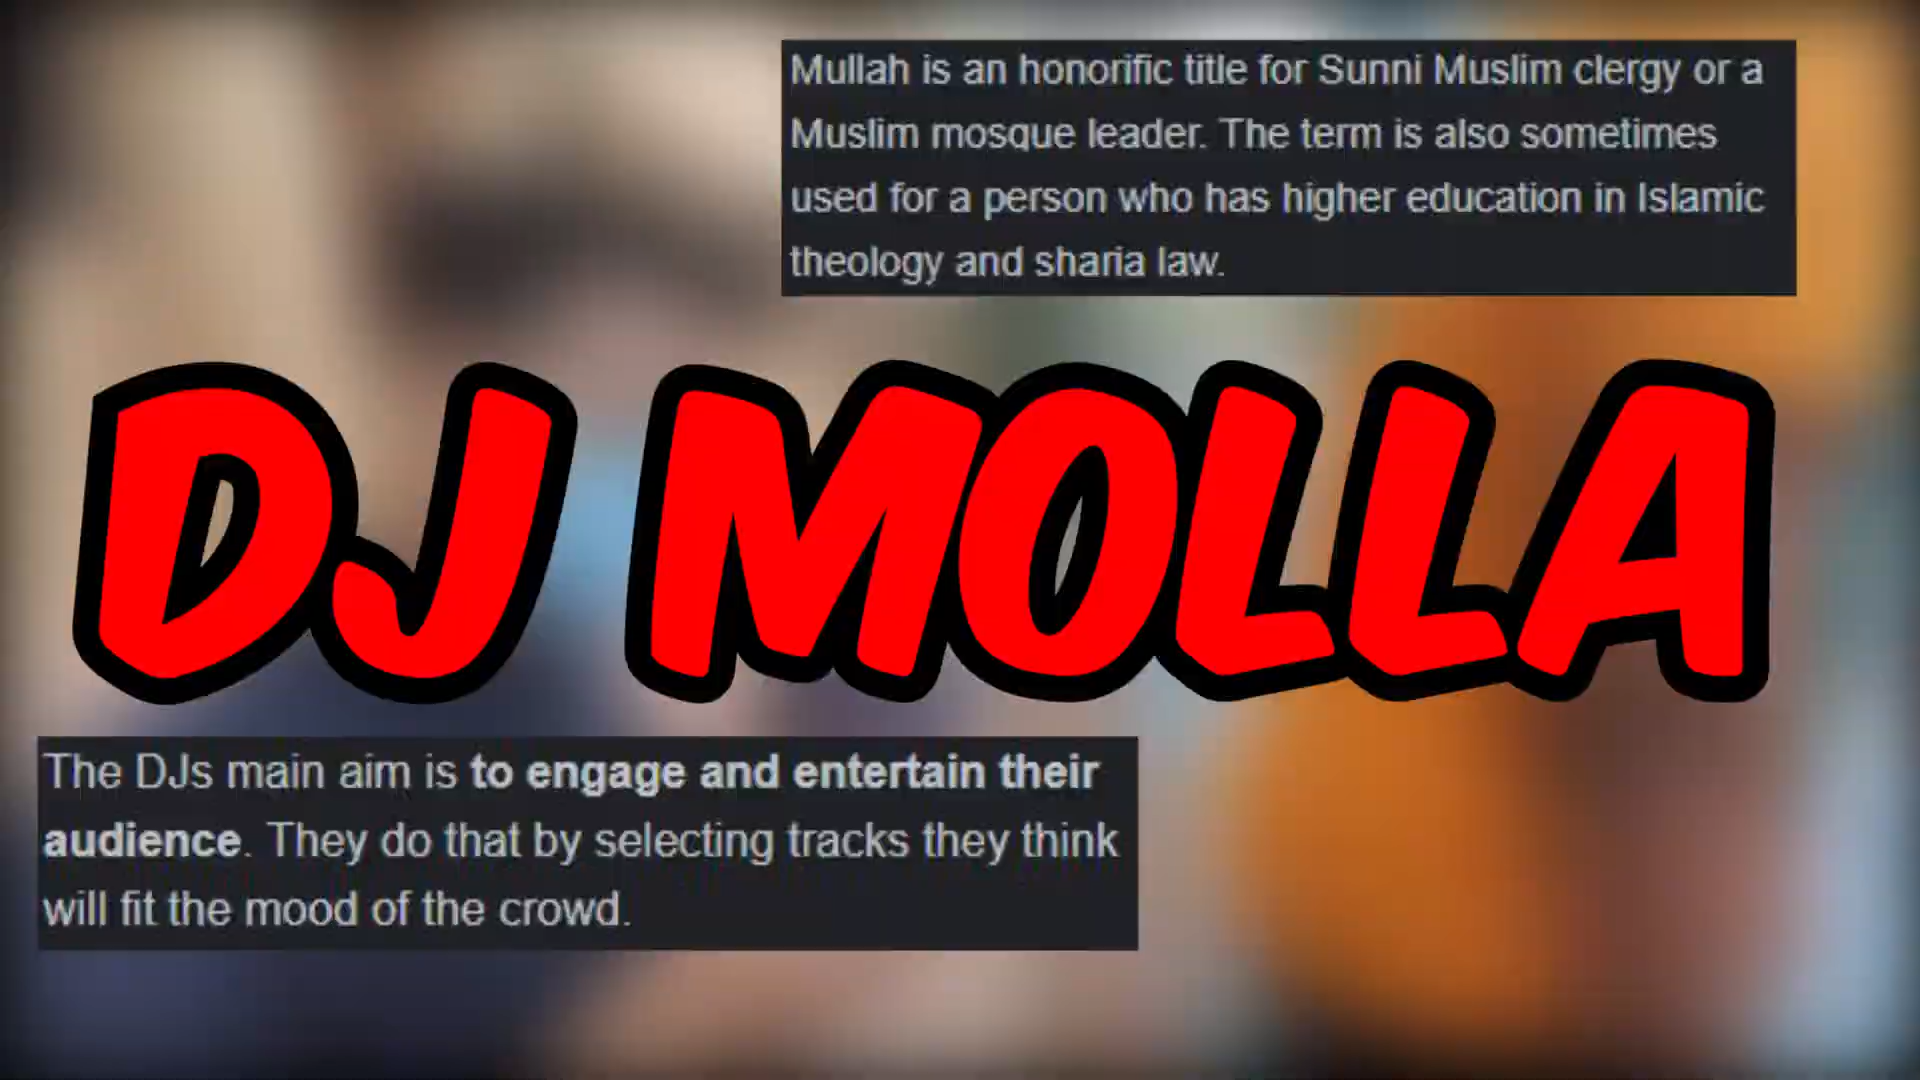 Mullah is an honorific title for Sunni Muslim clergy or a
Muslim mosque leader. The term is also sometimes
used for a person who has higher education in Islamic
theology and sharia law.
DJ MOLLA
The DJs main aim is to engage and entertain their
audience. They do that by selecting tracks they think
will fit the mood of the crowd.